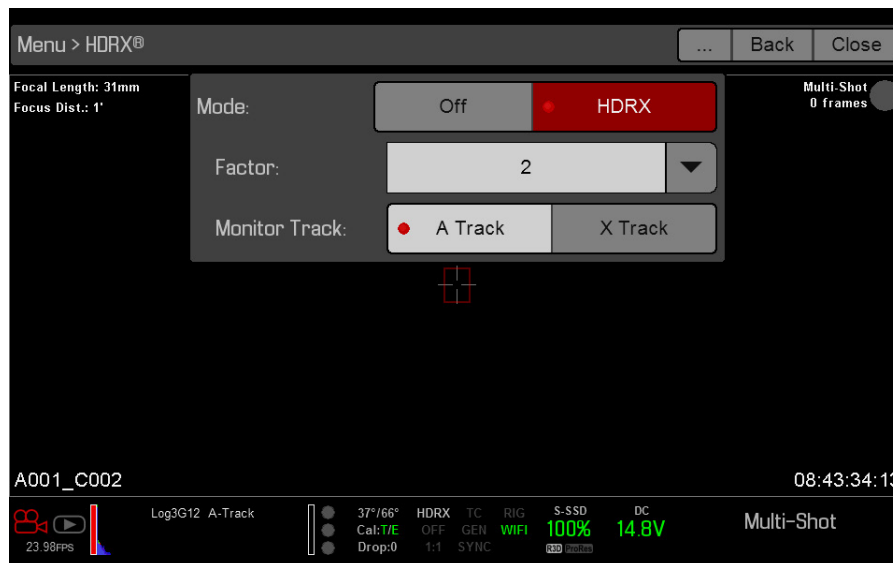 Menu > HDRX®
... Back Close
Focal Length: 31mm
Focus Dist.: 1'
Multi-Shot
0 frames
Mode: Off HDRX
Factor: 2
Monitor Track: A Track X Track
A001_C002
08:43:34:13
23.98FPS
Log3G12 A-Track
37°/66° HDRX TC RIG
Cal:T/E OFF GEN WIFI
Drop:0 1:1 SYNC
S-SSD
100%
R3D ProRes
DC
14.8V
Multi-Shot